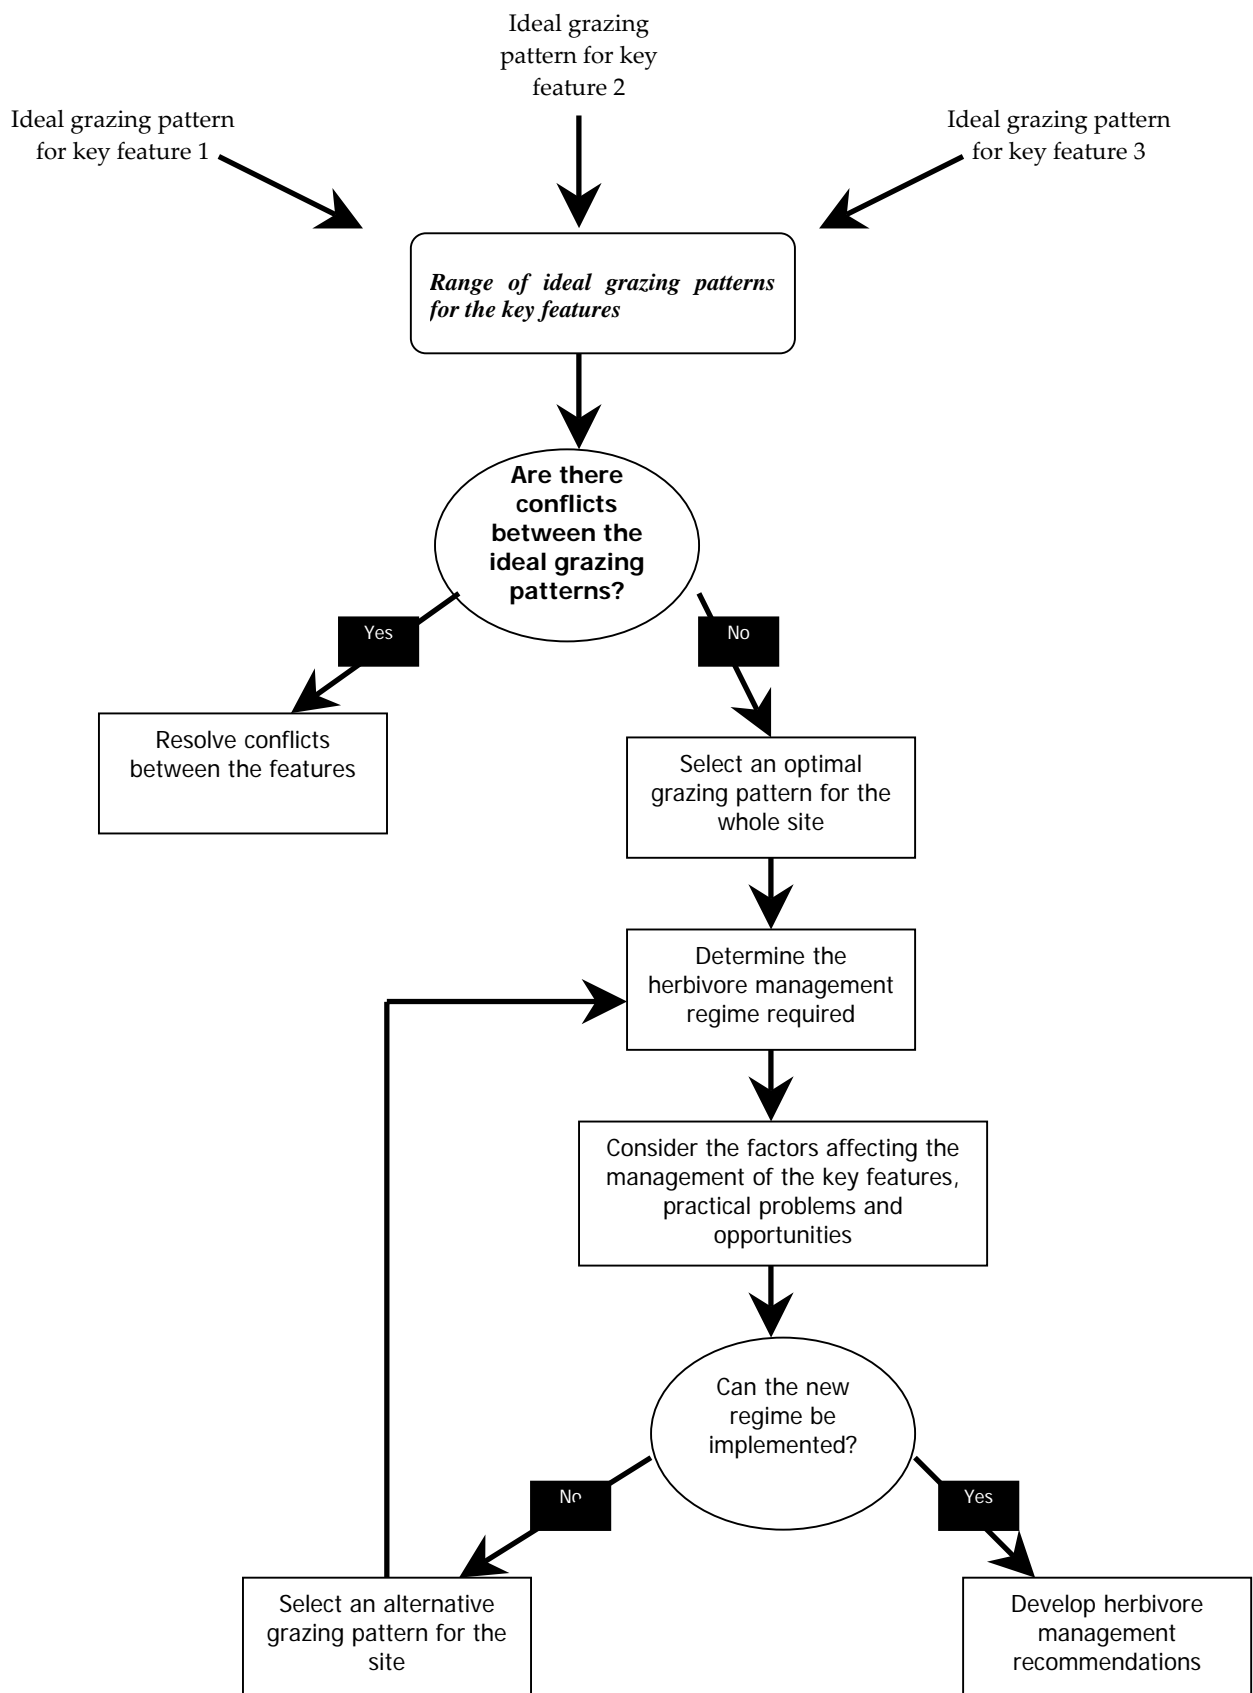 Ideal grazing
pattern for key
feature 2
Ideal grazing pattern
for key feature 1
Ideal grazing pattern
for key feature 3
Range of ideal grazing patterns
for the key features
Are there
conflicts
between the
ideal grazing
patterns?
Yes
No
Resolve conflicts
between the features
Select an optimal
grazing pattern for the
whole site
Determine the
herbivore management
regime required
Consider the factors affecting the
management of the key features,
practical problems and
opportunities
Can the new
regime be
implemented?
No
Yes
Select an alternative
grazing pattern for the
site
Develop herbivore
management
recommendations